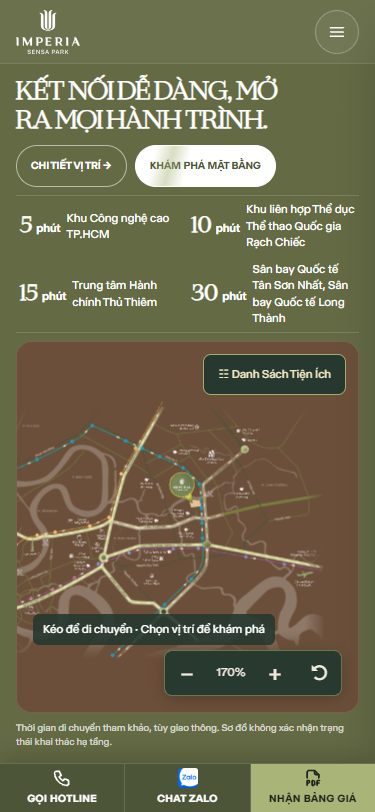 IMPERIA
SENSA PARK
KẾT NỐI DỄ DÀNG, MỞ
RA MỌI HÀNH TRÌNH.
CHI TIẾT VỊ TRÍ →
KHÁM PHÁ MẶT BẰNG
5 phút
Khu Công nghệ cao
TP.HCM
10 phút
Khu liên hợp Thể dục
Thể thao Quốc gia
Rạch Chiếc
15 phút
Trung tâm Hành
chính Thủ Thiêm
30 phút
Sân bay Quốc tế
Tân Sơn Nhất, Sân
bay Quốc tế Long
Thành
☷ Danh Sách Tiện Ích
Kéo để di chuyển · Chọn vị trí để khám phá
− 170% +
Thời gian di chuyển tham khảo, tùy giao thông. Sơ đồ không xác nhận trạng
thái khai thác hạ tầng.
GỌI HOTLINE
Zalo
CHAT ZALO
PDF
NHẬN BẢNG GIÁ